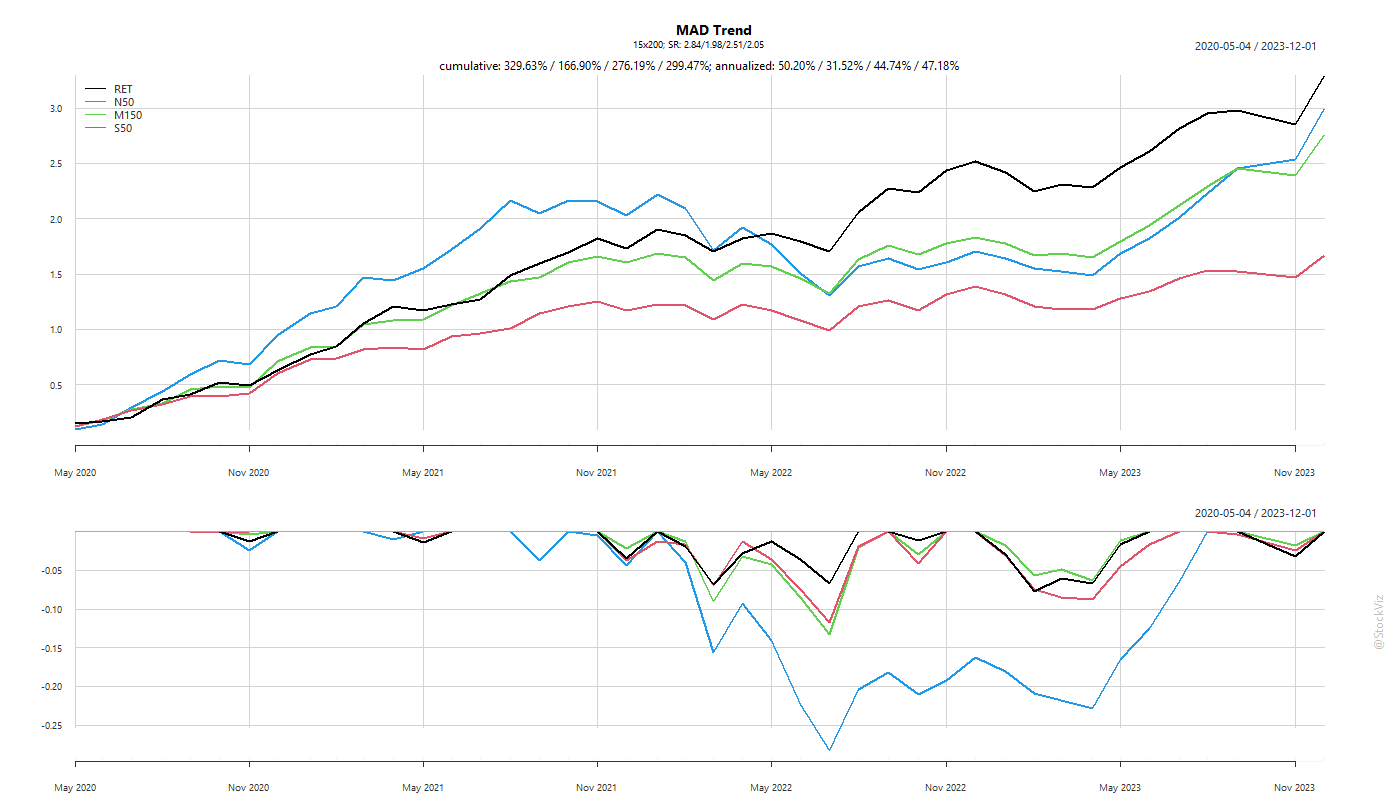 MAD Trend
15x200; SR: 2.84/1.98/2.51/2.05
2020-05-04 / 2023-12-01
cumulative: 329.63% / 166.90% / 276.19% / 299.47%; annualized: 50.20% / 31.52% / 44.74% / 47.18%
RET
N50
M150
S50
3.0
2.5
2.0
1.5
1.0
0.5
May 2020
Nov 2020
May 2021
Nov 2021
May 2022
Nov 2022
May 2023
Nov 2023
2020-05-04 / 2023-12-01
-0.05
-0.10
-0.15
-0.20
-0.25
May 2020
Nov 2020
May 2021
Nov 2021
May 2022
Nov 2022
May 2023
Nov 2023
@StockViz